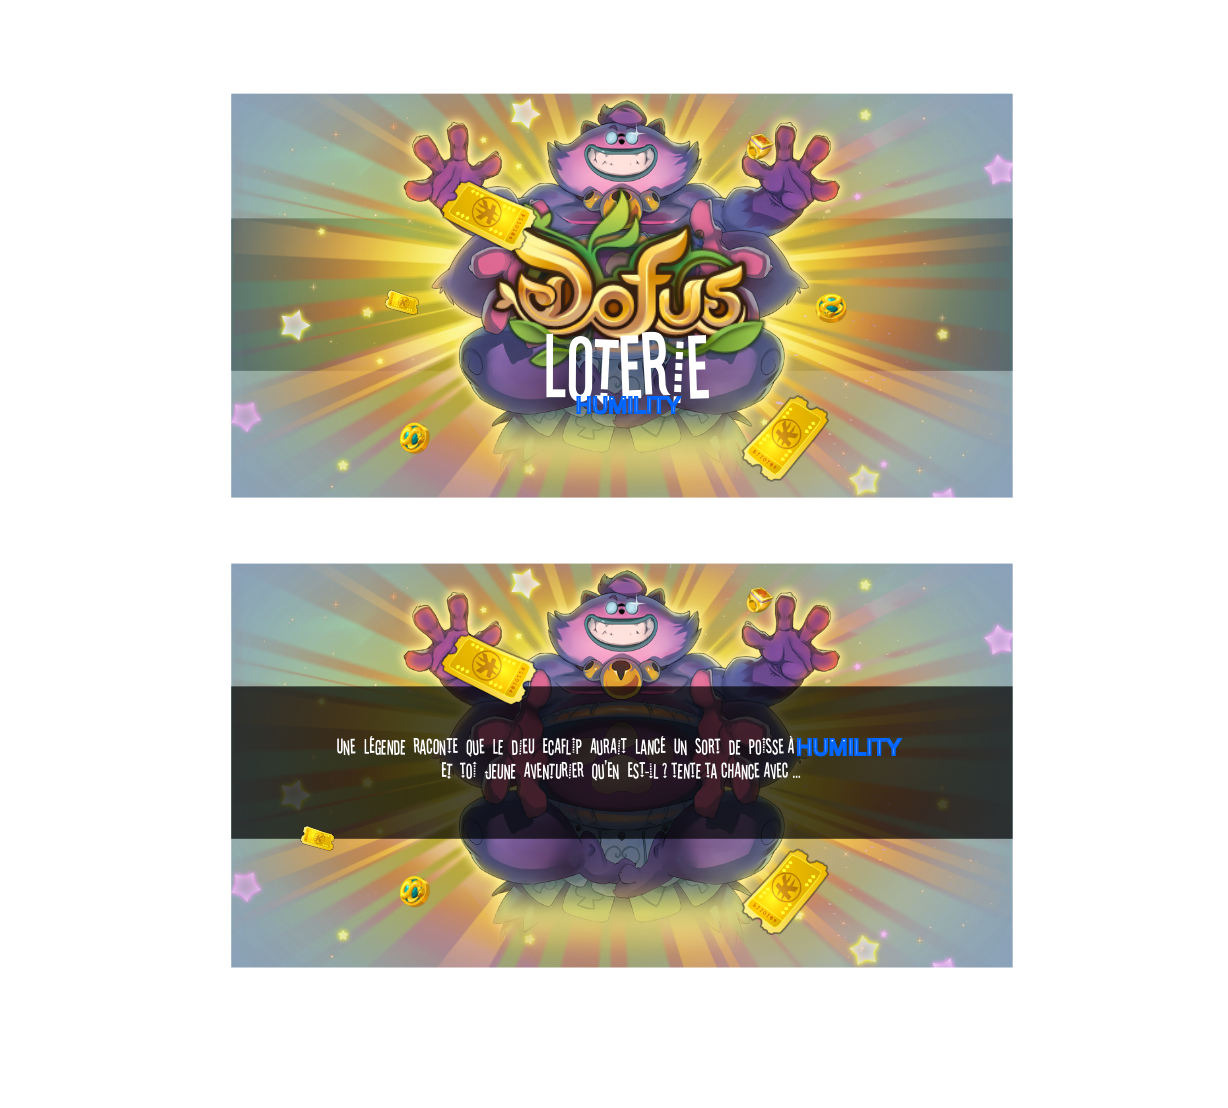 Dofus
LOTERIE
HUMILITY
UNE LÉGENDE RACONTE QUE LE DIEU ECAFLIP AURAIT LANCÉ UN SORT DE POISSE À HUMILITY
ET TOI JEUNE AVENTURIER QU'EN EST-IL ? TENTE TA CHANCE AVEC ...